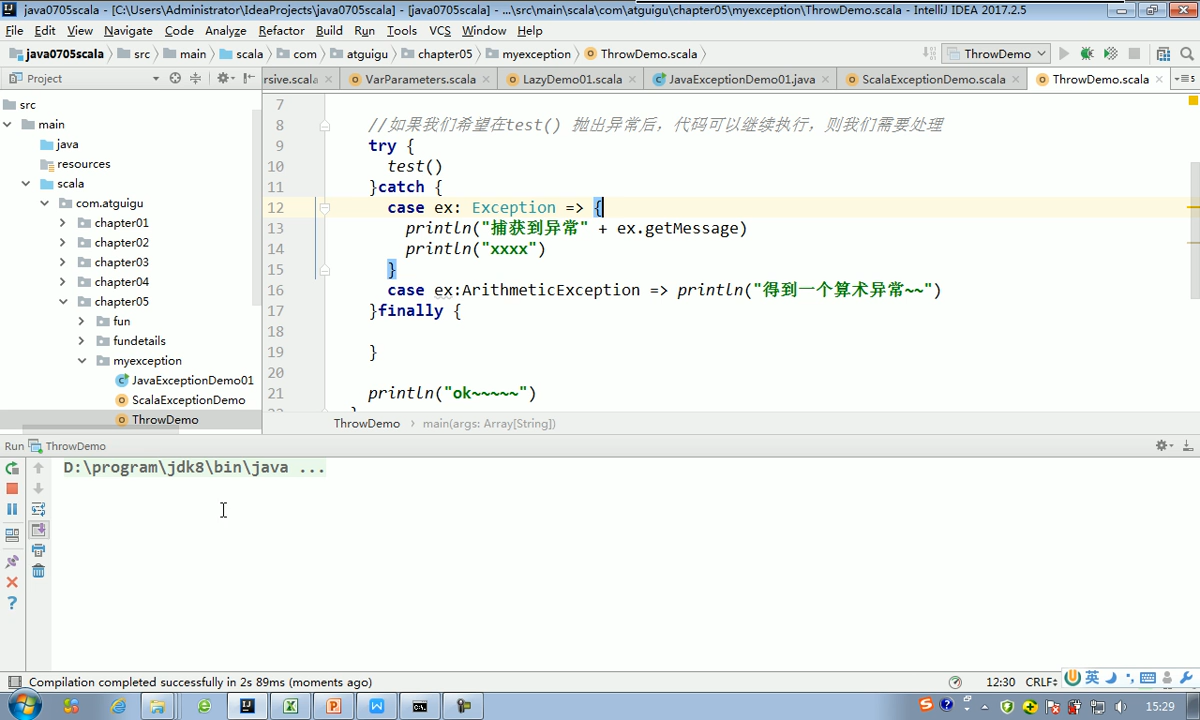 java0705scala - [C:\Users\Administrator\IdeaProjects\java0705scala] - [java0705scala] - ...\src\main\scala\com\atguigu\chapter05\myexception\ThrowDemo.scala - IntelliJ IDEA 2017.2.5
File Edit View Navigate Code Analyze Refactor Build Run Tools VCS Window Help
java0705scala src main scala com atguigu chapter05 myexception ThrowDemo.scala ThrowDemo
Project rsive.scala VarParameters.scala LazyDemo01.scala JavaExceptionDemo01.java ScalaExceptionDemo.scala ThrowDemo.scala 5
src
main
java
resources
scala
com.atguigu
chapter01
chapter02
chapter03
chapter04
chapter05
fun
fundetails
myexception
JavaExceptionDemo01
ScalaExceptionDemo
ThrowDemo
7
8 //如果我们希望在test() 抛出异常后，代码可以继续执行，则我们需要处理
9 try {
10 test()
11 }catch {
12 case ex: Exception => {
13 println("捕获到异常" + ex.getMessage)
14 println("xxxx")
15 }
16 case ex:ArithmeticException => println("得到一个算术异常~~")
17 }finally {
18
19 }
20
21 println("ok~~~~~")
ThrowDemo main(args: Array[String])
Run ThrowDemo
D:\program\jdk8\bin\java ...
Compilation completed successfully in 2s 89ms (moments ago) 12:30 CRLF 英
15:29